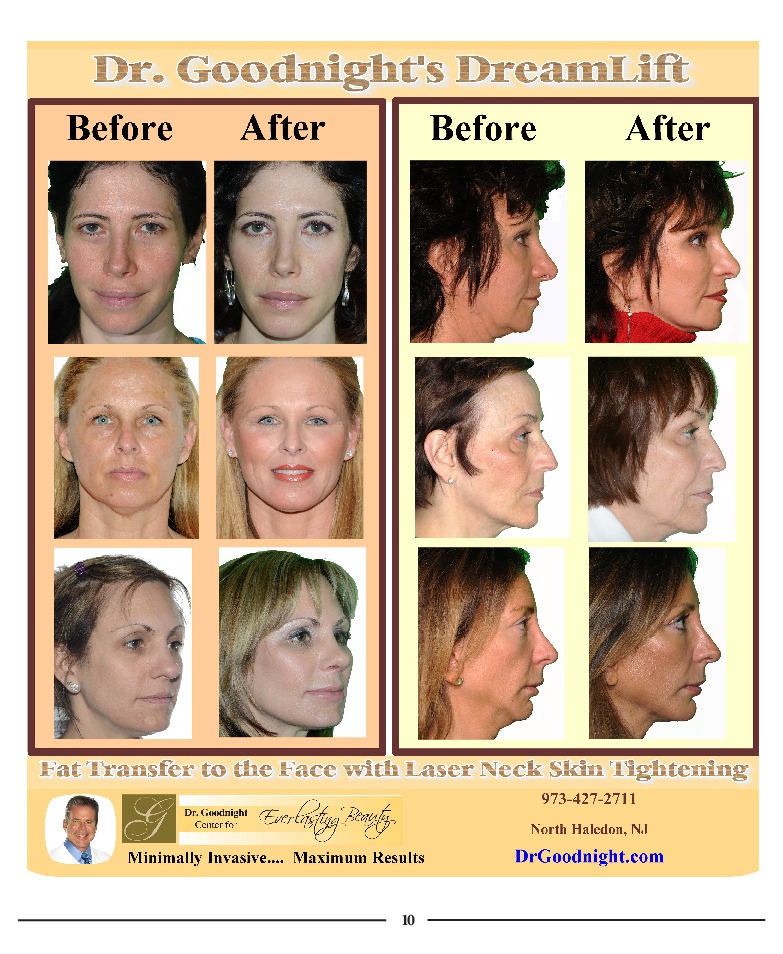 Dr. Goodnight's DreamLift
Before After
Before After
Fat Transfer to the Face with Laser Neck Skin Tightening
G
Dr. Goodnight
Center for
Everlasting Beauty
Minimally Invasive.... Maximum Results
973-427-2711
North Haledon, NJ
DrGoodnight.com
10